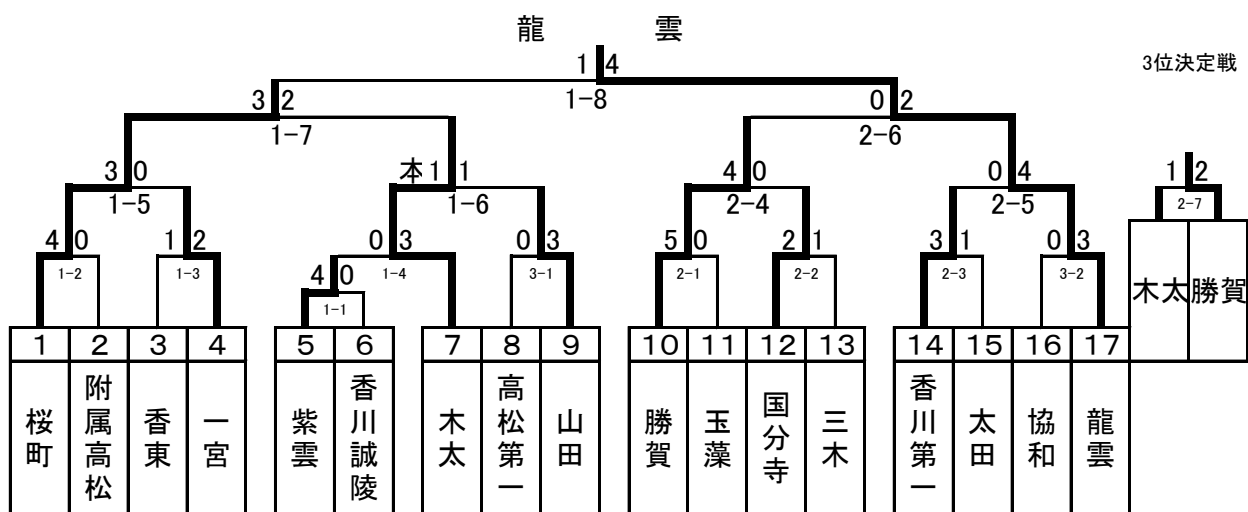 龍 雲
3位決定戦
1 4
1-8
3 2
1-7
0 2
2-6
3 0
1-5
本1 1
1-6
4 0
2-4
0 4
2-5
1 2
2-7
4 0
1-2
1 2
1-3
0 3
1-4
0 3
3-1
5 0
2-1
2 1
2-2
3 1
2-3
0 3
3-2
4 0
1-1
木太 勝賀
1 2 3 4 5 6 7 8 9 10 11 12 13 14 15 16 17
桜町
附属高松
香東
一宮
紫雲
香川誠陵
木太
高松第一
山田
勝賀
玉藻
国分寺
三木
香川第一
太田
協和
龍雲